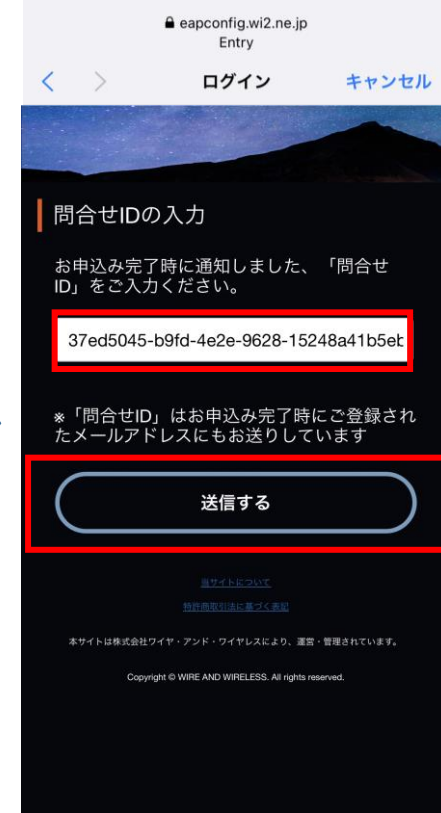 eapconfig.wi2.ne.jp
Entry
ログイン
キャンセル
問合せIDの入力
お申込み完了時に通知しました、「問合せ
ID」をご入力ください。
37ed5045-b9fd-4e2e-9628-15248a41b5eb
※「問合せID」はお申込み完了時にご登録され
たメールアドレスにもお送りしています
送信する
当サイトについて
特許商取引法に基づく表記
本サイトは株式会社ワイヤ・アンド・ワイヤレスにより、運営・管理されています。
Copyright © WIRE AND WIRELESS. All rights reserved.